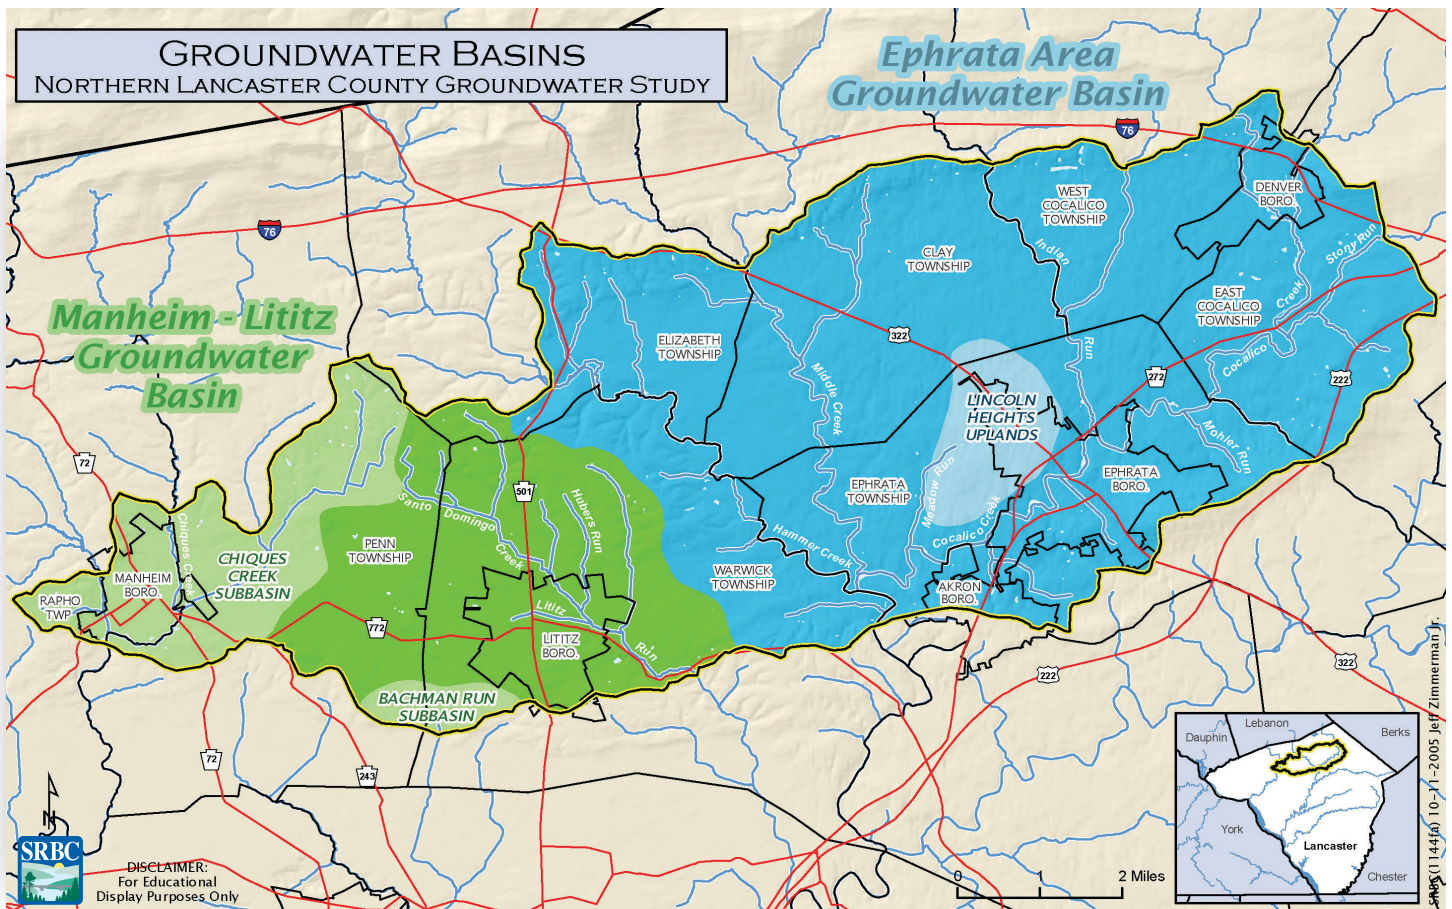 GROUNDWATER BASINS
NORTHERN LANCASTER COUNTY GROUNDWATER STUDY
Ephrata Area
Groundwater Basin
76
76
WEST
COCALICO
TOWNSHIP
DENVER
BORO.
Stony Run
Indian
CLAY
TOWNSHIP
Creek
EAST
COCALICO
TOWNSHIP
Manheim - Lititz
Groundwater
Basin
ELIZABETH
TOWNSHIP
322
Run
Cocalico
272
222
Middle Creek
LINCOLN
HEIGHTS
UPLANDS
Mohler Run
72
501
EPHRATA
TOWNSHIP
Meadow Run
EPHRATA
BORO.
Santo Domingo
Creek
Hubers Run
Chiques Creek
Hammer Creek
Cocalico Creek
PENN
TOWNSHIP
CHIQUES
CREEK
SUBBASIN
MANHEIM
BORO.
WARWICK
TOWNSHIP
AKRON
BORO.
RAPHO
TWP
772
Lititz
Run
LITITZ
BORO.
322
222
BACHMAN RUN
SUBBASIN
72
243
N
SRBC
DISCLAIMER:
For Educational
Display Purposes Only
0 1 2 Miles
Lebanon
Dauphin
Berks
York
Lancaster
Chester
SRBC (1144fa) 10-11-2005 Jeff Zimmerman Jr.